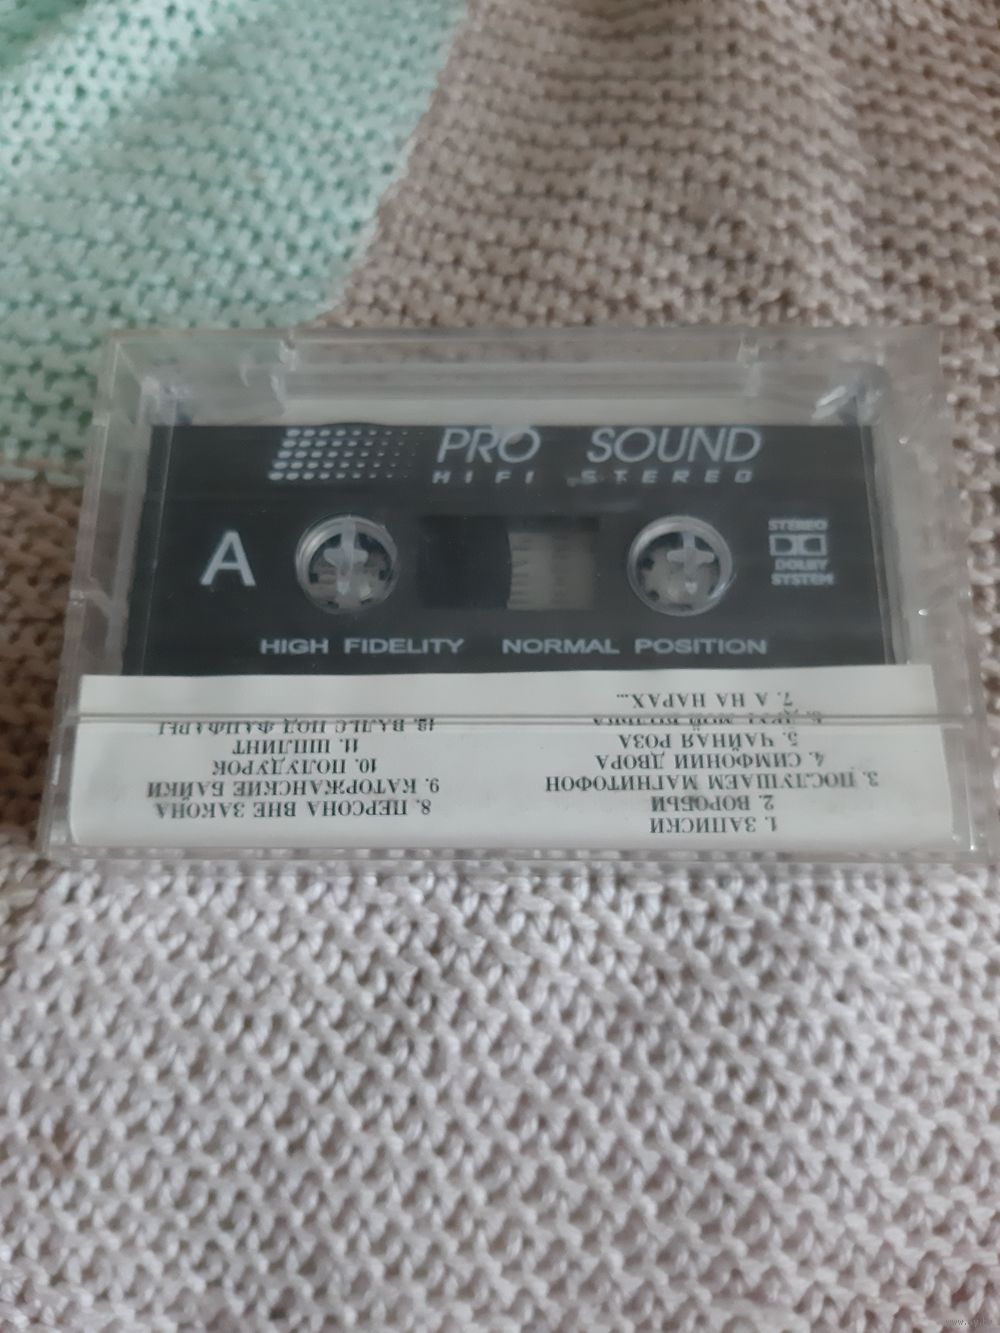 PRO SOUND
HIFI STEREO
A
STEREO
DOLBY
SYSTEM
HIGH FIDELITY NORMAL POSITION
1. ЗАПИСКИ
2. ВОРОБЬИ
3. ПОСЛУШАЕМ МАГНИТОФОН
4. СИМФОНИИ ДВОРА
5. ЧАЙНАЯ РОЗА
7. А НА НАРАХ...
8. ПЕРСОНА ВНЕ ЗАКОНА
9. КАТОРЖАНСКИЕ БАЙКИ
10. ПОЛУДУРОК
11. ШПЛИНТ
12. ВАЛЬС ПОД ФАНФАРЫ